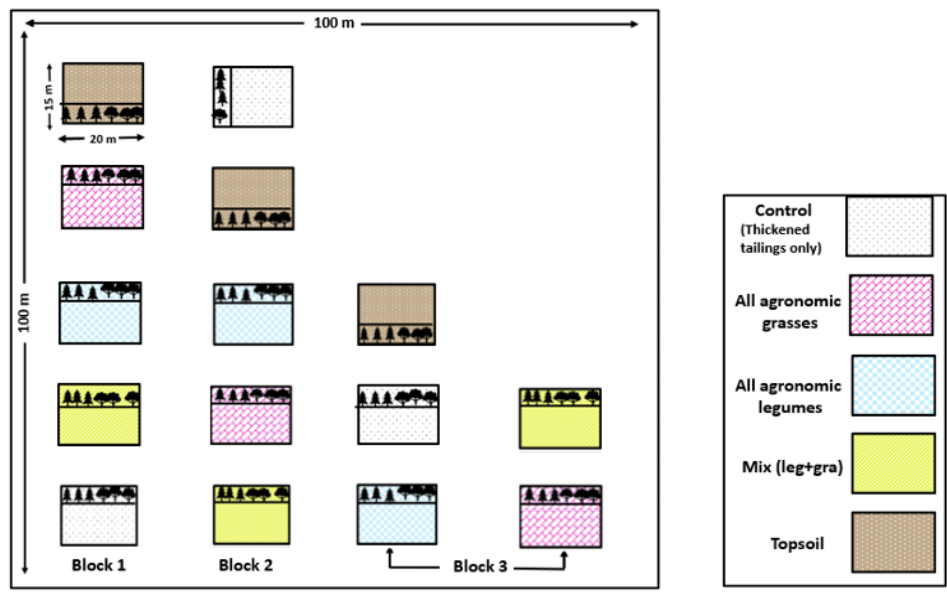 100 m
100 m
15 m
20 m
Block 1
Block 2
Block 3
Control
(Thickened
tailings only)
All agronomic
grasses
All agronomic
legumes
Mix (leg+gra)
Topsoil